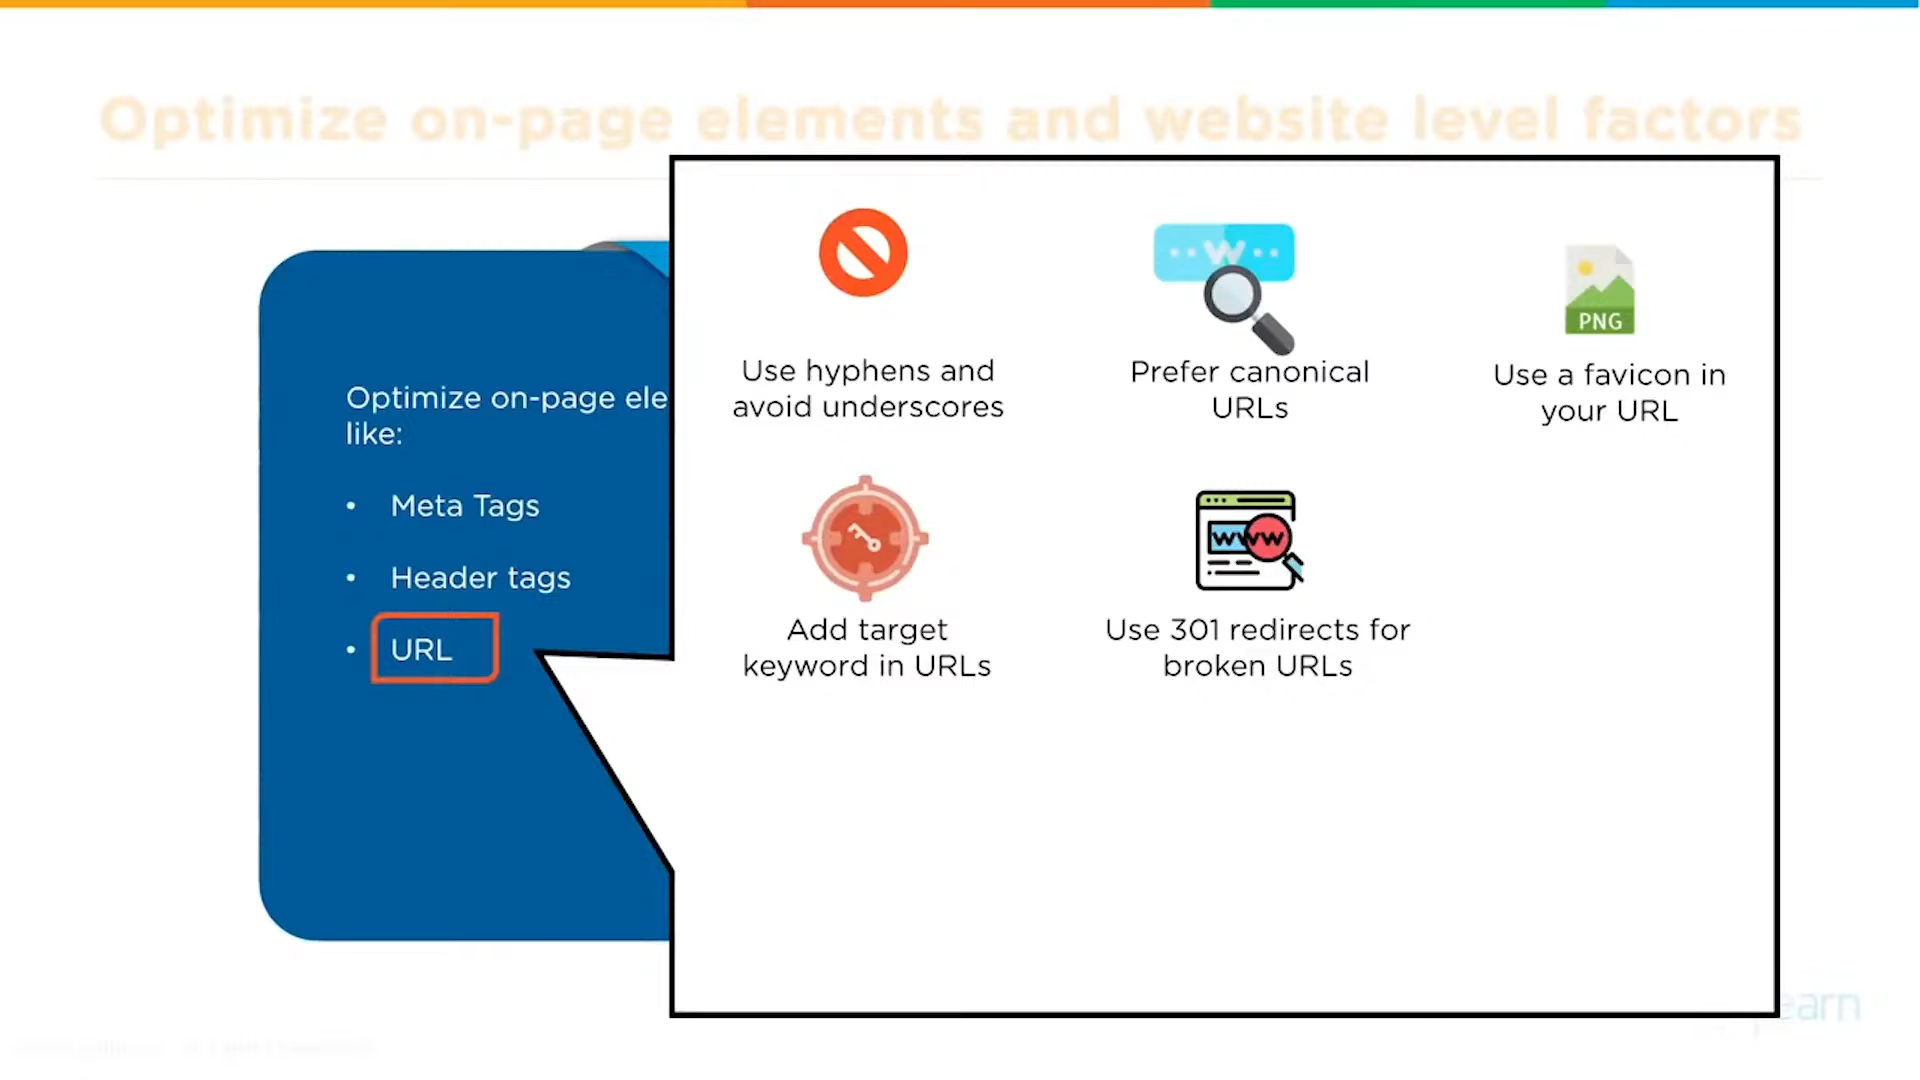 Optimize on-page elements and website level factors
Optimize on-page ele
like:
• Meta Tags
• Header tags
• URL
W
Use hyphens and
avoid underscores
Prefer canonical
URLs
PNG
Use a favicon in
your URL
Add target
keyword in URLs
WWW
Use 301 redirects for
broken URLs
earn